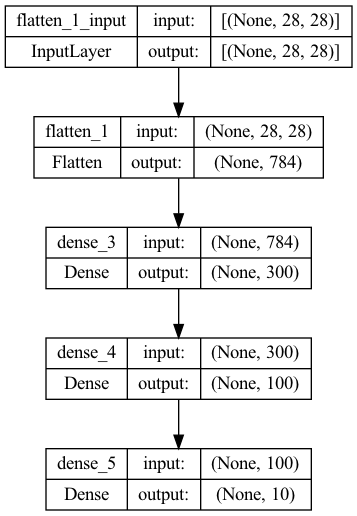 flatten_1_input input: [(None, 28, 28)]
InputLayer output: [(None, 28, 28)]
flatten_1 input: (None, 28, 28)
Flatten output: (None, 784)
dense_3 input: (None, 784)
Dense output: (None, 300)
dense_4 input: (None, 300)
Dense output: (None, 100)
dense_5 input: (None, 100)
Dense output: (None, 10)